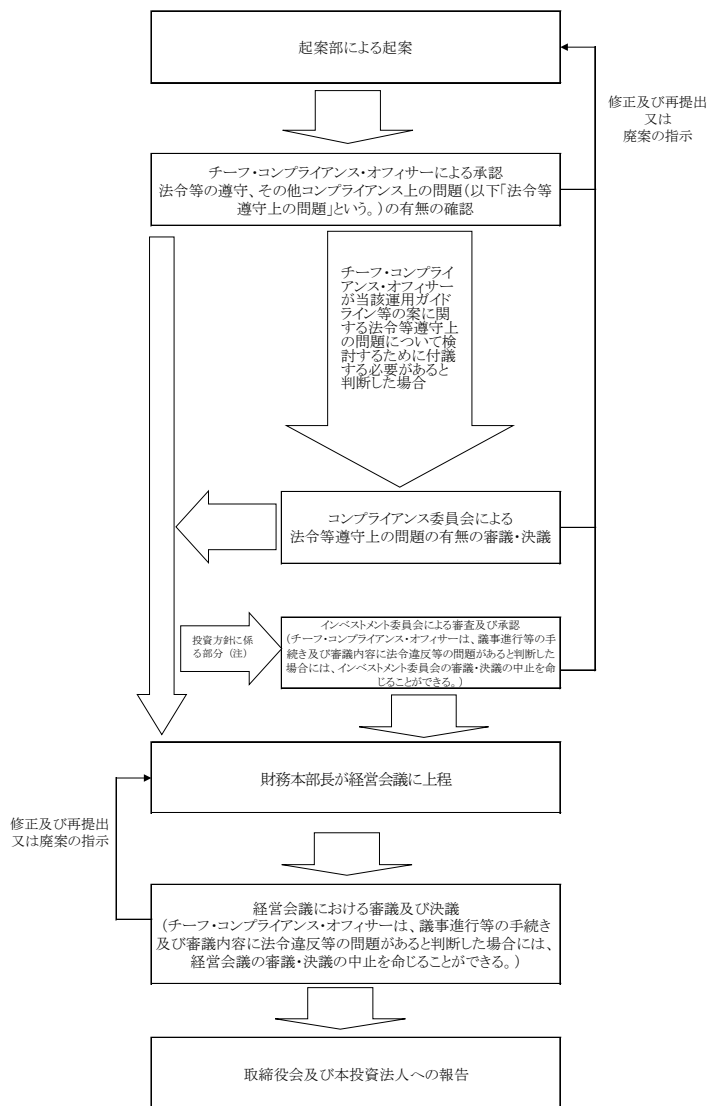 起案部による起案
修正及び再提出
又は
廃案の指示
チーフ・コンプライアンス・オフィサーによる承認
法令等の遵守、その他コンプライアンス上の問題(以下「法令等
遵守上の問題」という。)の有無の確認
チーフ・コンプライ
アンス・オフィサー
が当該運用ガイド
ライン等の案に関
する法令等遵守上
の問題について検
討するために付議
する必要があると
判断した場合
コンプライアンス委員会による
法令等遵守上の問題の有無の審議・決議
投資方針に係
る部分（注）
インベストメント委員会による審査及び承認
(チーフ・コンプライアンス・オフィサーは、議事進行等の手
続き及び審議内容に法令違反等の問題があると判断した
場合には、インベストメント委員会の審議・決議の中止を命
じることができる。)
財務本部長が経営会議に上程
修正及び再提出
又は廃案の指示
経営会議における審議及び決議
(チーフ・コンプライアンス・オフィサーは、議事進行等の手続き
及び審議内容に法令違反等の問題があると判断した場合には、
経営会議の審議・決議の中止を命じることができる。)
取締役会及び本投資法人への報告